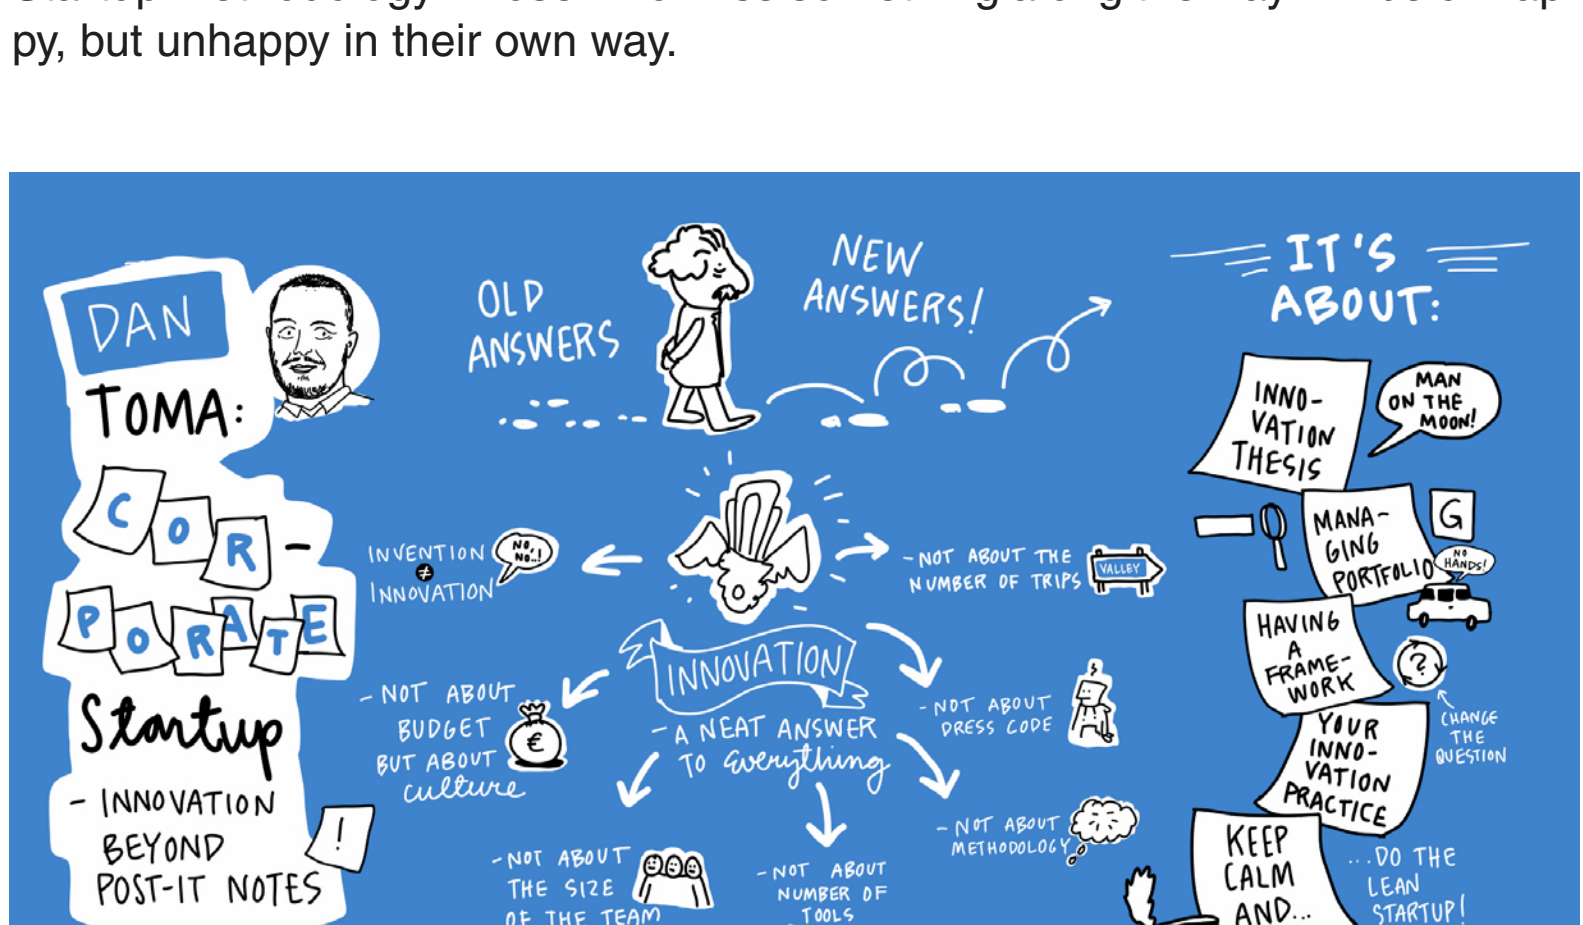 py, but unhappy in their own way.
DAN
TOMA:
COR-
PORATE
Startup
- INNOVATION
BEYOND
POST-IT NOTES
!
OLD
ANSWERS
NEW
ANSWERS!
INVENTION
≠
INNOVATION
NO,
NO..!
- NOT ABOUT THE
NUMBER OF TRIPS
VALLEY
INNOVATION
- A NEAT ANSWER
TO Everything
- NOT ABOUT
BUDGET
BUT ABOUT
culture
€
- NOT ABOUT
DRESS CODE
- NOT ABOUT
METHODOLOGY
- NOT ABOUT
THE SIZE
OF THE TEAM
- NOT ABOUT
NUMBER OF
TOOLS
IT'S
ABOUT:
INNO-
VATION
THESIS
MAN
ON THE
MOON!
MANA-
GING
PORTFOLIO
G
NO
HANDS!
HAVING
A
FRAME-
WORK
?
CHANGE
THE
QUESTION
YOUR
INNO-
VATION
PRACTICE
KEEP
CALM
AND...
...DO THE
LEAN
STARTUP!